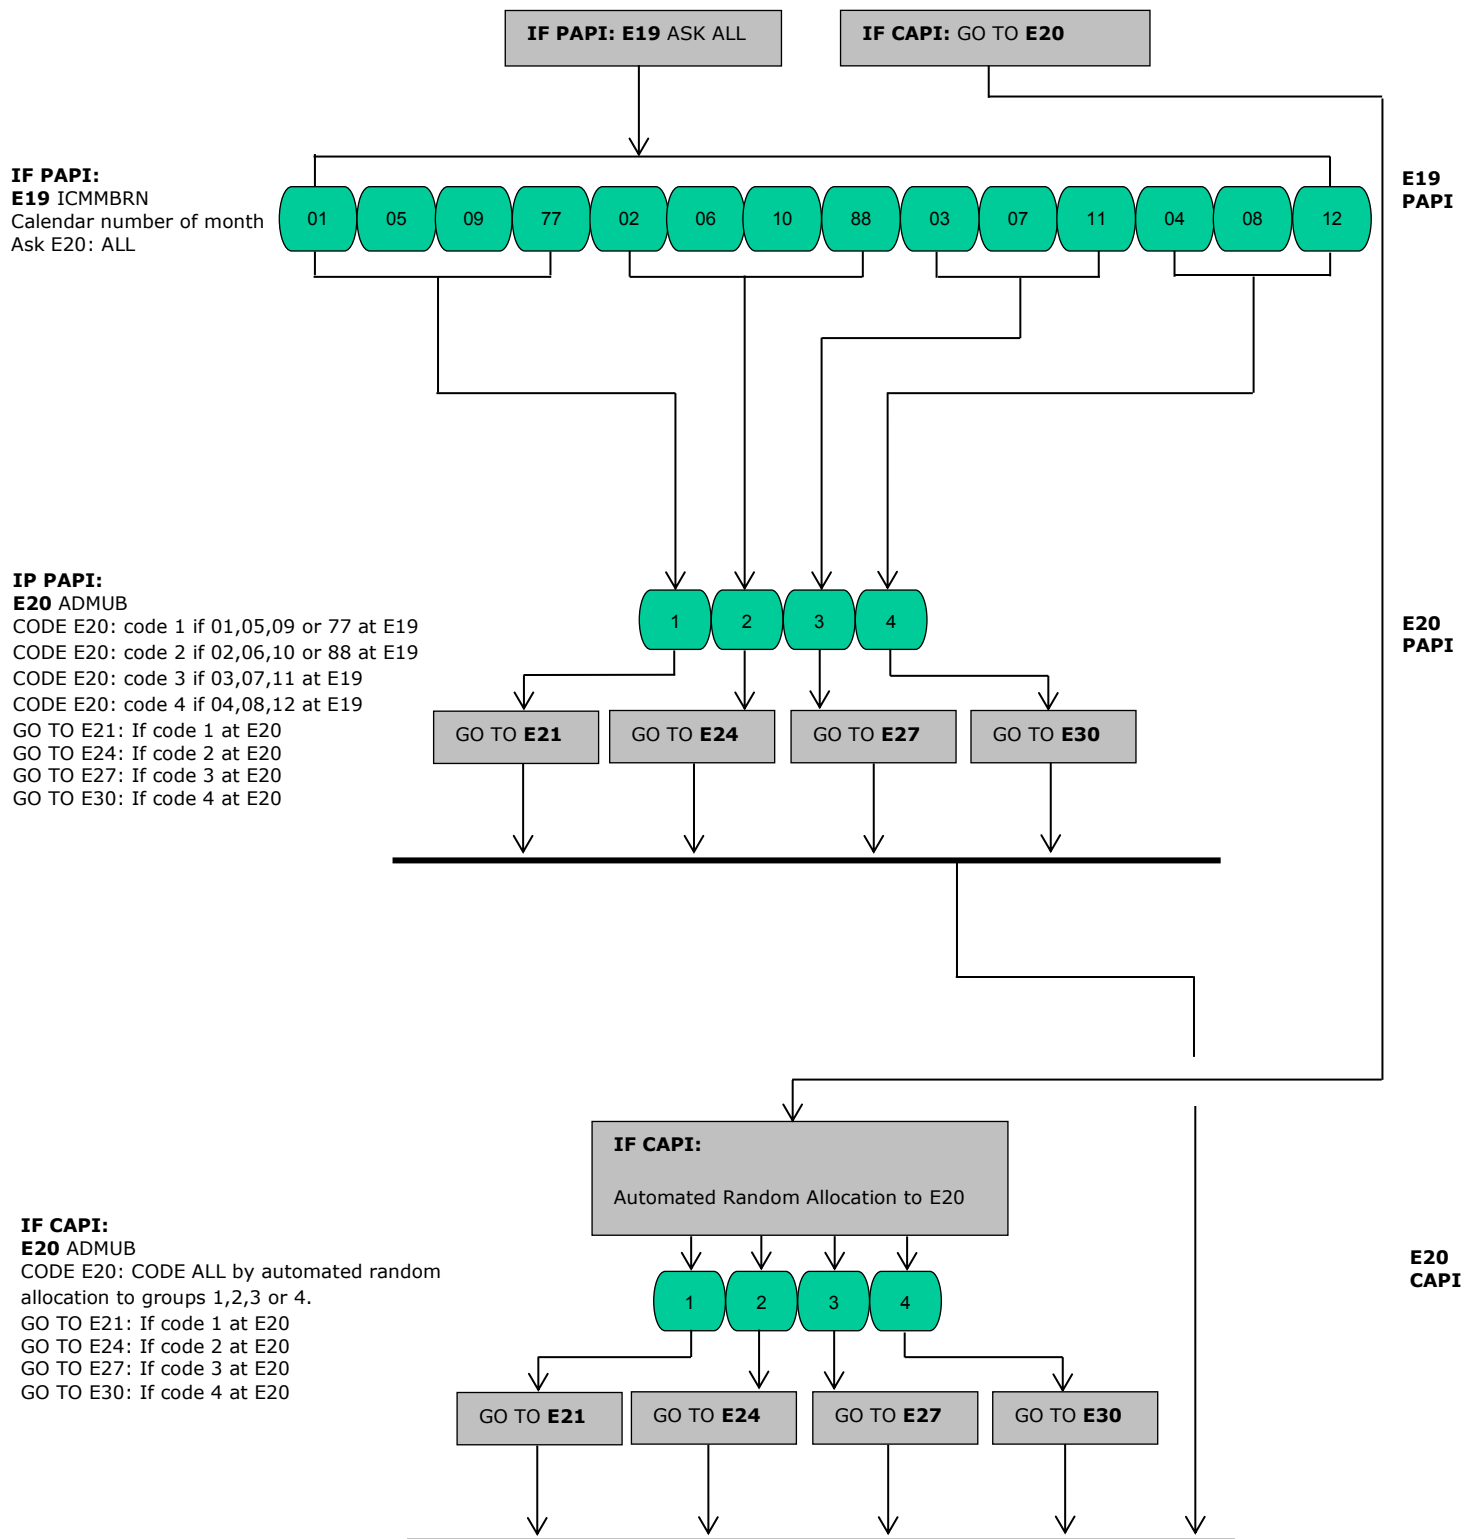 IF PAPI: E19 ASK ALL
IF CAPI: GO TO E20
IF PAPI:
E19 ICMMBRN
Calendar number of month
Ask E20: ALL
01 05 09 77 02 06 10 88 03 07 11 04 08 12
E19
PAPI
IP PAPI:
E20 ADMUB
CODE E20: code 1 if 01,05,09 or 77 at E19
CODE E20: code 2 if 02,06,10 or 88 at E19
CODE E20: code 3 if 03,07,11 at E19
CODE E20: code 4 if 04,08,12 at E19
GO TO E21: If code 1 at E20
GO TO E24: If code 2 at E20
GO TO E27: If code 3 at E20
GO TO E30: If code 4 at E20
1 2 3 4
E20
PAPI
GO TO E21
GO TO E24
GO TO E27
GO TO E30
IF CAPI:
Automated Random Allocation to E20
IF CAPI:
E20 ADMUB
CODE E20: CODE ALL by automated random
allocation to groups 1,2,3 or 4.
GO TO E21: If code 1 at E20
GO TO E24: If code 2 at E20
GO TO E27: If code 3 at E20
GO TO E30: If code 4 at E20
1 2 3 4
E20
CAPI
GO TO E21
GO TO E24
GO TO E27
GO TO E30